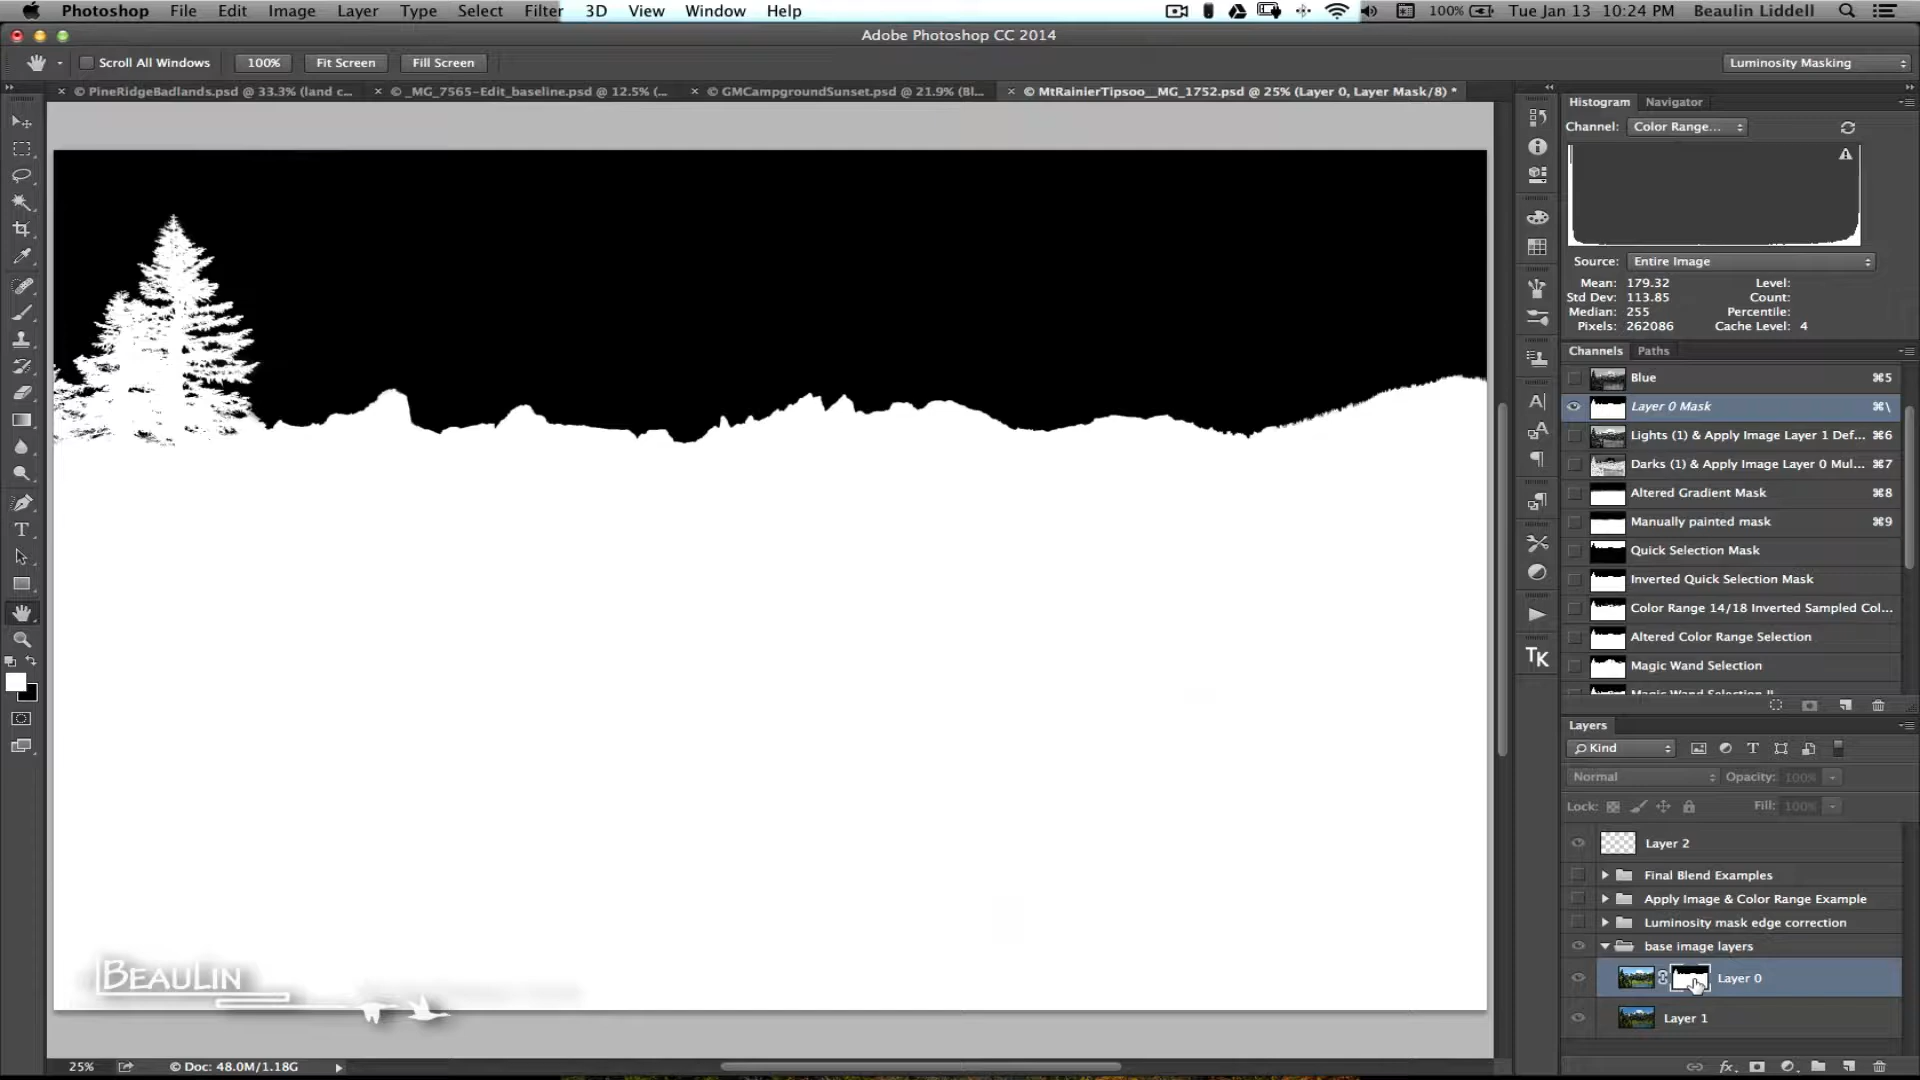 Photoshop File Edit Image Layer Type Select Filter 3D View Window Help 100% Tue Jan 13 10:24 PM Beaulin Liddell
Adobe Photoshop CC 2014
Scroll All Windows 100% Fit Screen Fill Screen Luminosity Masking
© PineRidgeBadlands.psd @ 33.3% (land c... © _MG_7565-Edit_baseline.psd @ 12.5% (... © GMCampgroundSunset.psd @ 21.9% (Bl... © MtRainierTipsoo__MG_1752.psd @ 25% (Layer 0, Layer Mask/8) *
Histogram Navigator
Channel: Color Range...
Source: Entire Image
Mean: 179.32 Level:
Std Dev: 113.85 Count:
Median: 255 Percentile:
Pixels: 262086 Cache Level: 4
Channels Paths
Blue ⌘5
Layer 0 Mask ⌘\
Lights (1) & Apply Image Layer 1 Def... ⌘6
Darks (1) & Apply Image Layer 0 Mul... ⌘7
Altered Gradient Mask ⌘8
Manually painted mask ⌘9
Quick Selection Mask
Inverted Quick Selection Mask
Color Range 14/18 Inverted Sampled Col...
Altered Color Range Selection
Magic Wand Selection
Magic Wand Selection II
TK
Layers
Kind
Normal Opacity: 100%
Lock: Fill: 100%
Layer 2
Final Blend Examples
Apply Image & Color Range Example
Luminosity mask edge correction
base image layers
Layer 0
Layer 1
BEAULIN
25% © Doc: 48.0M/1.18G